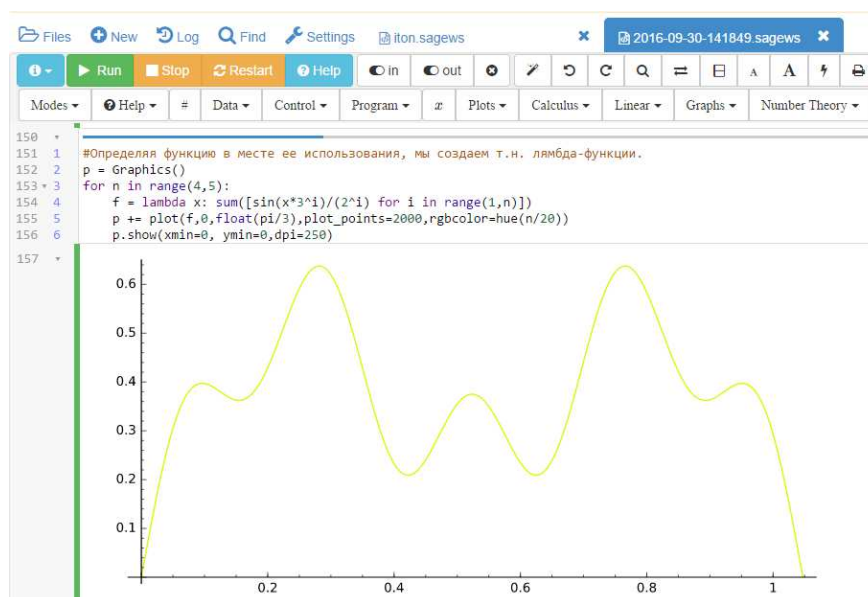 Files New Log Find Settings iton.sagews 2016-09-30-141849.sagews
Run Stop Restart Help in out A A
Modes Help # Data Control Program x Plots Calculus Linear Graphs Number Theory
150
151 1 #Определяя функцию в месте ее использования, мы создаем т.н. лямбда-функции.
152 2 p = Graphics()
153 3 for n in range(4,5):
154 4 f = lambda x: sum([sin(x*3^i)/(2^i) for i in range(1,n)])
155 5 p += plot(f,0,float(pi/3),plot_points=2000,rgbcolor=hue(n/20))
156 6 p.show(xmin=0, ymin=0,dpi=250)
157
0.6
0.5
0.4
0.3
0.2
0.1
0.2 0.4 0.6 0.8 1